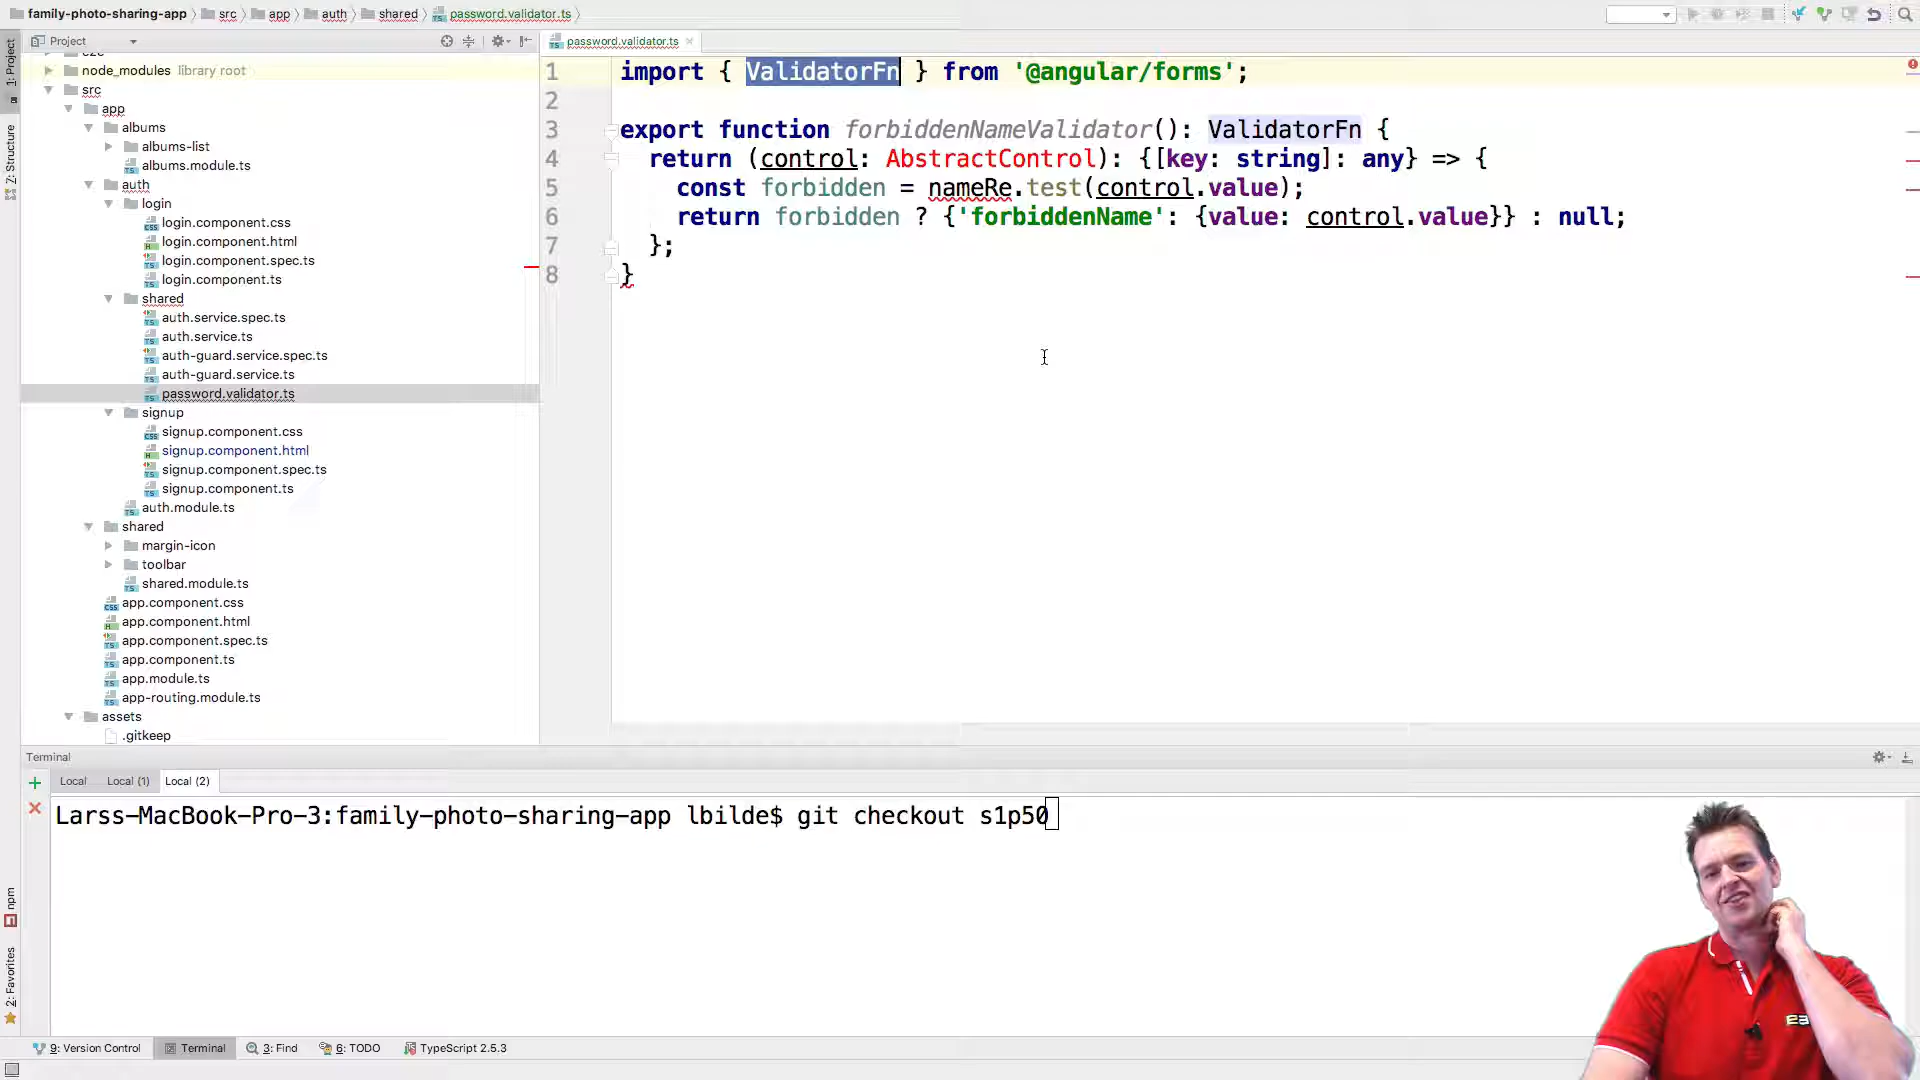 family-photo-sharing-app src app auth shared password.validator.ts
Project
password.validator.ts
node_modules library root
src
app
albums
albums-list
albums.module.ts
auth
login
login.component.css
login.component.html
login.component.spec.ts
login.component.ts
shared
auth.service.spec.ts
auth.service.ts
auth-guard.service.spec.ts
auth-guard.service.ts
password.validator.ts
signup
signup.component.css
signup.component.html
signup.component.spec.ts
signup.component.ts
auth.module.ts
shared
margin-icon
toolbar
shared.module.ts
app.component.css
app.component.html
app.component.spec.ts
app.component.ts
app.module.ts
app-routing.module.ts
assets
.gitkeep
1: Project
7: Structure
npm
2: Favorites
1 import { ValidatorFn } from '@angular/forms';
2
3 export function forbiddenNameValidator(): ValidatorFn {
4 return (control: AbstractControl): {[key: string]: any} => {
5 const forbidden = nameRe.test(control.value);
6 return forbidden ? {'forbiddenName': {value: control.value}} : null;
7 };
8 }
Terminal
Local Local (1) Local (2)
Larss-MacBook-Pro-3:family-photo-sharing-app lbilde$ git checkout s1p50
9: Version Control Terminal 3: Find 6: TODO TypeScript 2.5.3